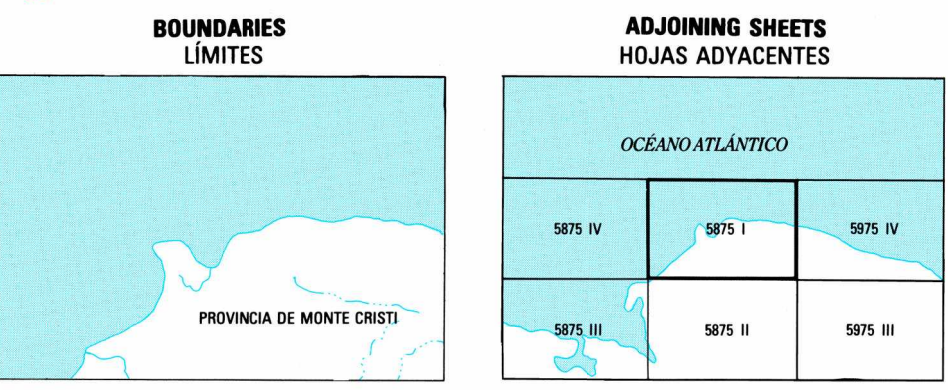 BOUNDARIES
LÍMITES
PROVINCIA DE MONTE CRISTI
ADJOINING SHEETS
HOJAS ADYACENTES
OCÉANO ATLÁNTICO
5875 IV
5875 I
5975 IV
5875 III
5875 II
5975 III